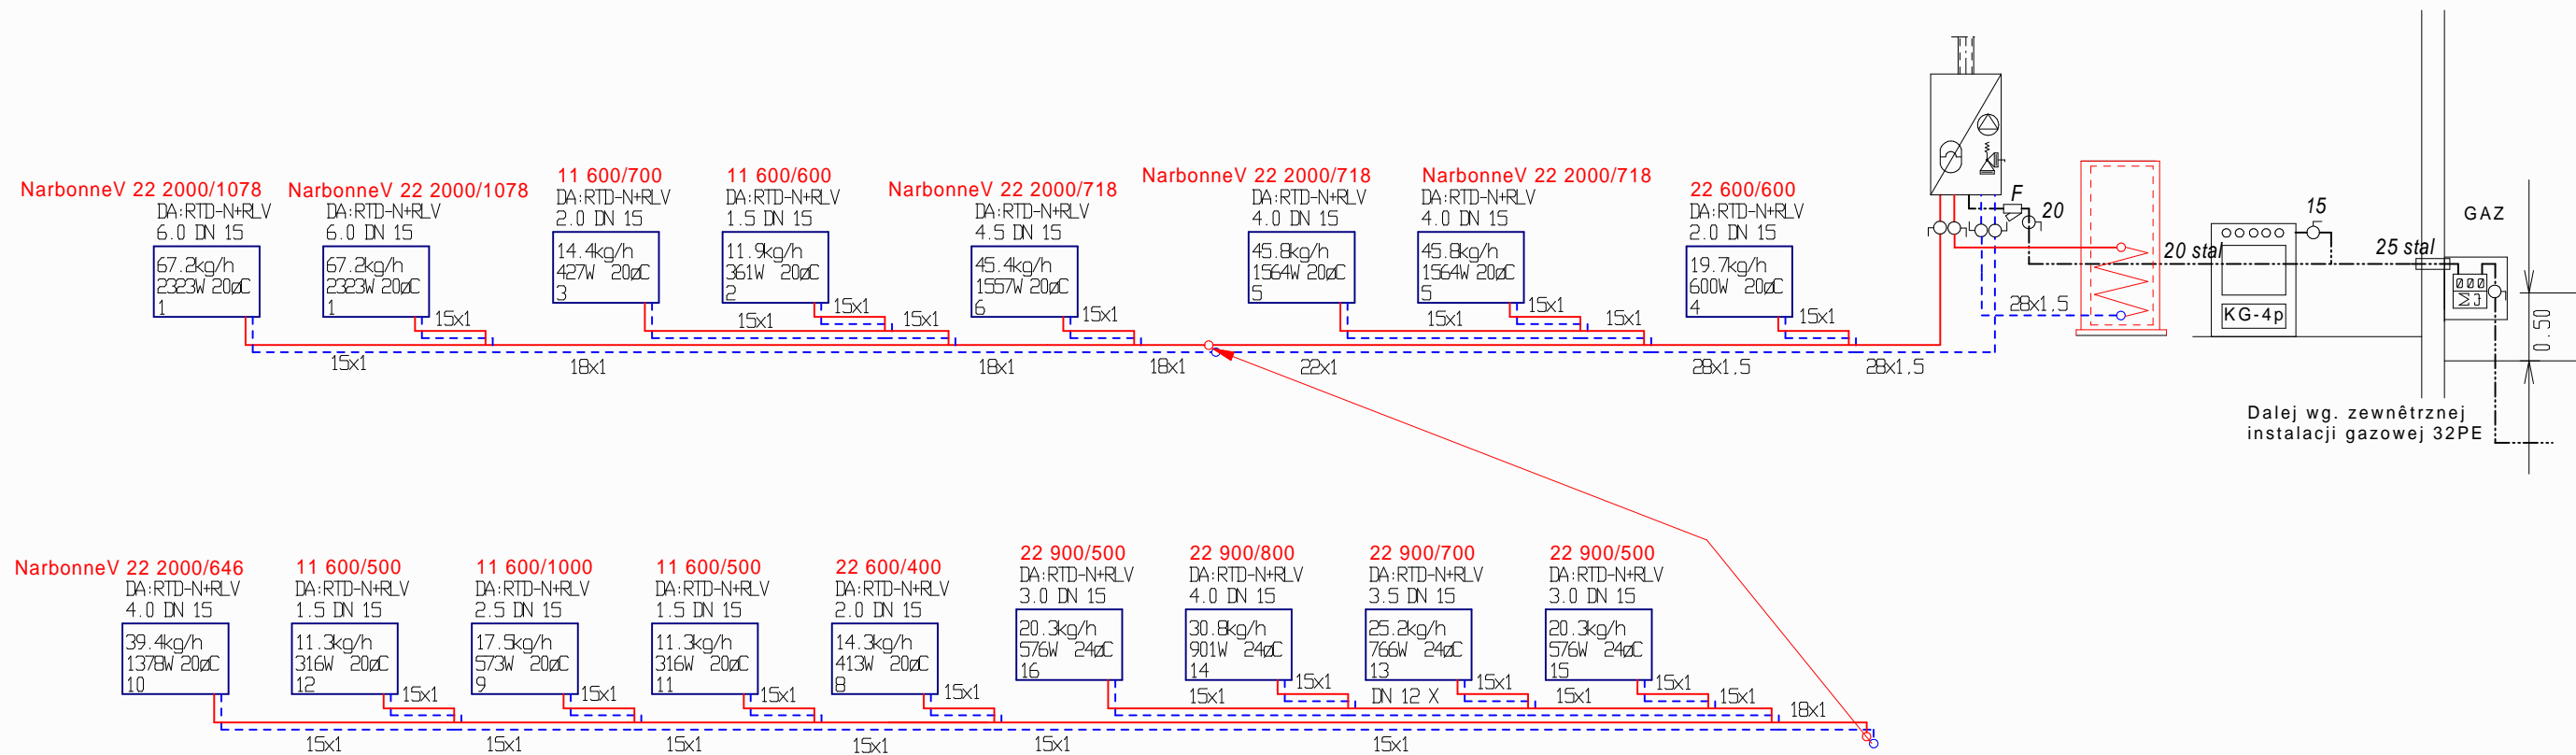 NarbonneV 22 2000/1078
DA:RTD-N+RLV
6.0 DN 15
67.2kg/h
2323W 20øC
1
15x1
NarbonneV 22 2000/1078
DA:RTD-N+RLV
6.0 DN 15
67.2kg/h
2323W 20øC
1
15x1
11 600/700
DA:RTD-N+RLV
2.0 DN 15
14.4kg/h
427W 20øC
3
15x1
18x1
11 600/600
DA:RTD-N+RLV
1.5 DN 15
11.9kg/h
361W 20øC
2
15x1
15x1
NarbonneV 22 2000/718
DA:RTD-N+RLV
4.5 DN 15
45.4kg/h
1557W 20øC
6
15x1
18x1
18x1
NarbonneV 22 2000/718
DA:RTD-N+RLV
4.0 DN 15
45.8kg/h
1564W 20øC
5
15x1
22x1
NarbonneV 22 2000/718
DA:RTD-N+RLV
4.0 DN 15
45.8kg/h
1564W 20øC
5
15x1
15x1
22 600/600
DA:RTD-N+RLV
2.0 DN 15
19.7kg/h
600W 20øC
4
15x1
28x1,5
28x1,5
F
20
28x1,5
20 stal
15
KG-4p
25 stal
GAZ
000
0.50
Dalej wg. zewnêtrznej
instalacji gazowej 32PE
NarbonneV 22 2000/646
DA:RTD-N+RLV
4.0 DN 15
39.4kg/h
1378W 20øC
10
15x1
11 600/500
DA:RTD-N+RLV
1.5 DN 15
11.3kg/h
316W 20øC
12
15x1
15x1
11 600/1000
DA:RTD-N+RLV
2.5 DN 15
17.5kg/h
573W 20øC
9
15x1
15x1
11 600/500
DA:RTD-N+RLV
1.5 DN 15
11.3kg/h
316W 20øC
11
15x1
15x1
22 600/400
DA:RTD-N+RLV
2.0 DN 15
14.3kg/h
413W 20øC
8
15x1
15x1
22 900/500
DA:RTD-N+RLV
3.0 DN 15
20.3kg/h
576W 24øC
16
15x1
22 900/800
DA:RTD-N+RLV
4.0 DN 15
30.8kg/h
901W 24øC
14
15x1
DN 12 X
15x1
22 900/700
DA:RTD-N+RLV
3.5 DN 15
25.2kg/h
766W 24øC
13
15x1
15x1
22 900/500
DA:RTD-N+RLV
3.0 DN 15
20.3kg/h
576W 24øC
15
15x1
15x1
18x1